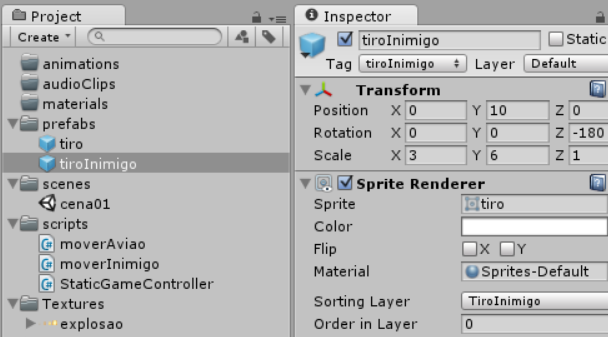 Project
Create
animations
audioClips
materials
prefabs
tiro
tiroInimigo
scenes
cena01
scripts
moverAviao
moverInimigo
StaticGameController
Textures
explosao
Inspector
tiroInimigo Static
Tag tiroInimigo Layer Default
Transform
Position X 0 Y 10 Z 0
Rotation X 0 Y 0 Z -180
Scale X 3 Y 6 Z 1
Sprite Renderer
Sprite tiro
Color
Flip X Y
Material Sprites-Default
Sorting Layer TiroInimigo
Order in Layer 0